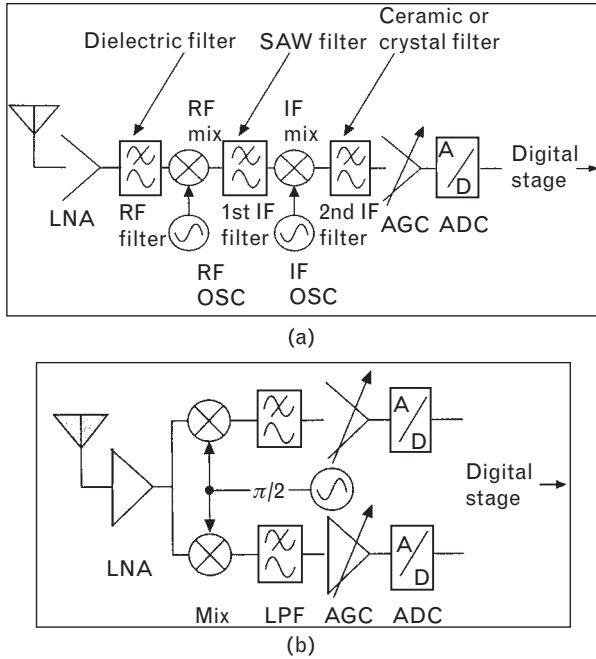 Dielectric filter
SAW filter
Ceramic or
crystal filter
RF
mix
IF
mix
A
D
Digital
stage
LNA
RF
filter
1st IF
filter
2nd IF
filter
AGC
ADC
RF
OSC
IF
OSC
(a)
A
D
π/2
Digital
stage
LNA
A
D
Mix
LPF
AGC
ADC
(b)